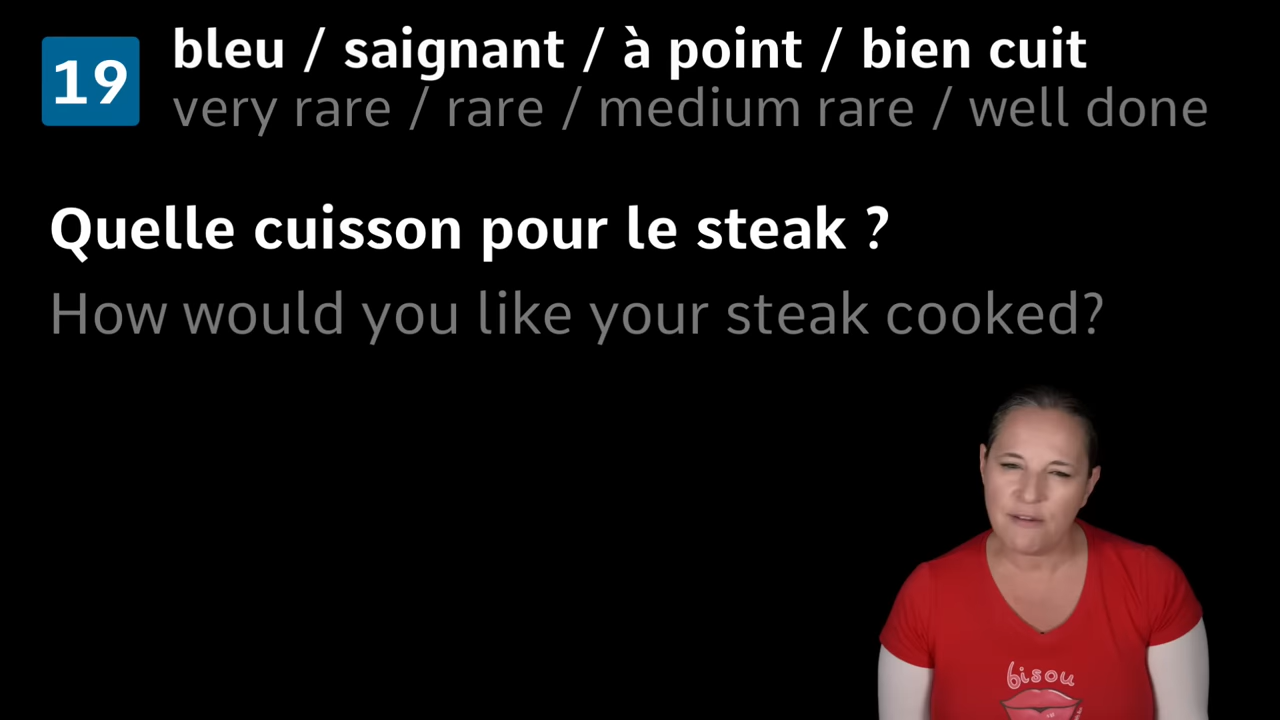 19
bleu / saignant / à point / bien cuit
very rare / rare / medium rare / well done
Quelle cuisson pour le steak ?
How would you like your steak cooked?
bisou